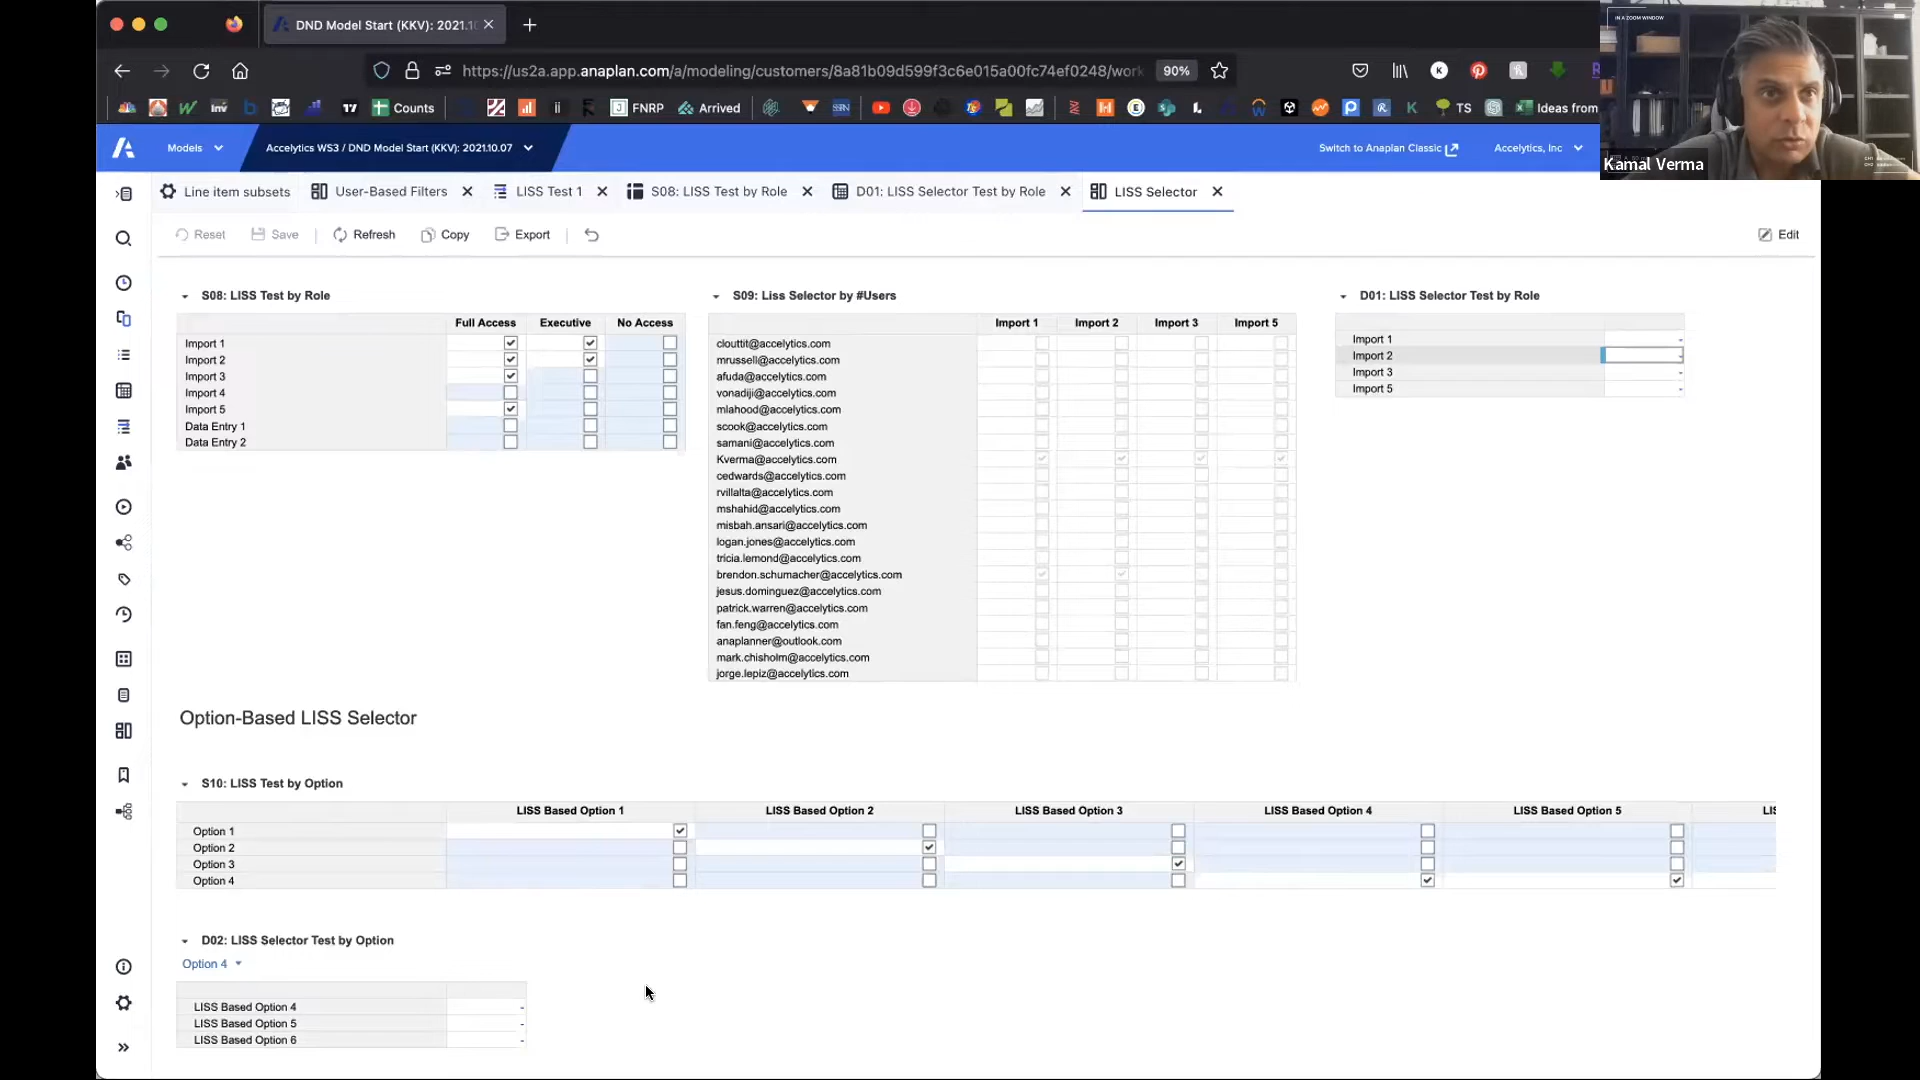 DND Model Start (KKV): 2021.1
IN A ZOOM WINDOW
https://us2a.app.anaplan.com/a/modeling/customers/8a81b09d599f3c6e015a00fc74ef0248/work
90%
Counts
FNRP
Arrived
TS
Ideas from
Kamal Verma
Models
Accelytics WS3 / DND Model Start (KKV): 2021.10.07
Switch to Anaplan Classic
Accelytics, Inc
Line item subsets
User-Based Filters
LISS Test 1
S08: LISS Test by Role
D01: LISS Selector Test by Role
LISS Selector
Reset
Save
Refresh
Copy
Export
Edit
S08: LISS Test by Role
Full Access Executive No Access
Import 1
Import 2
Import 3
Import 4
Import 5
Data Entry 1
Data Entry 2
S09: Liss Selector by #Users
Import 1 Import 2 Import 3 Import 5
clouttit@accelytics.com
mrussell@accelytics.com
afuda@accelytics.com
vonadiji@accelytics.com
mlahood@accelytics.com
scook@accelytics.com
samani@accelytics.com
Kverma@accelytics.com
cedwards@accelytics.com
rvillalta@accelytics.com
mshahid@accelytics.com
misbah.ansari@accelytics.com
logan.jones@accelytics.com
tricia.lemond@accelytics.com
brendon.schumacher@accelytics.com
jesus.dominguez@accelytics.com
patrick.warren@accelytics.com
fan.feng@accelytics.com
anaplanner@outlook.com
mark.chisholm@accelytics.com
jorge.lepiz@accelytics.com
D01: LISS Selector Test by Role
Import 1 -
Import 2 -
Import 3 -
Import 5 -
Option-Based LISS Selector
S10: LISS Test by Option
LISS Based Option 1 LISS Based Option 2 LISS Based Option 3 LISS Based Option 4 LISS Based Option 5 LIS
Option 1
Option 2
Option 3
Option 4
D02: LISS Selector Test by Option
Option 4
LISS Based Option 4 -
LISS Based Option 5 -
LISS Based Option 6 -